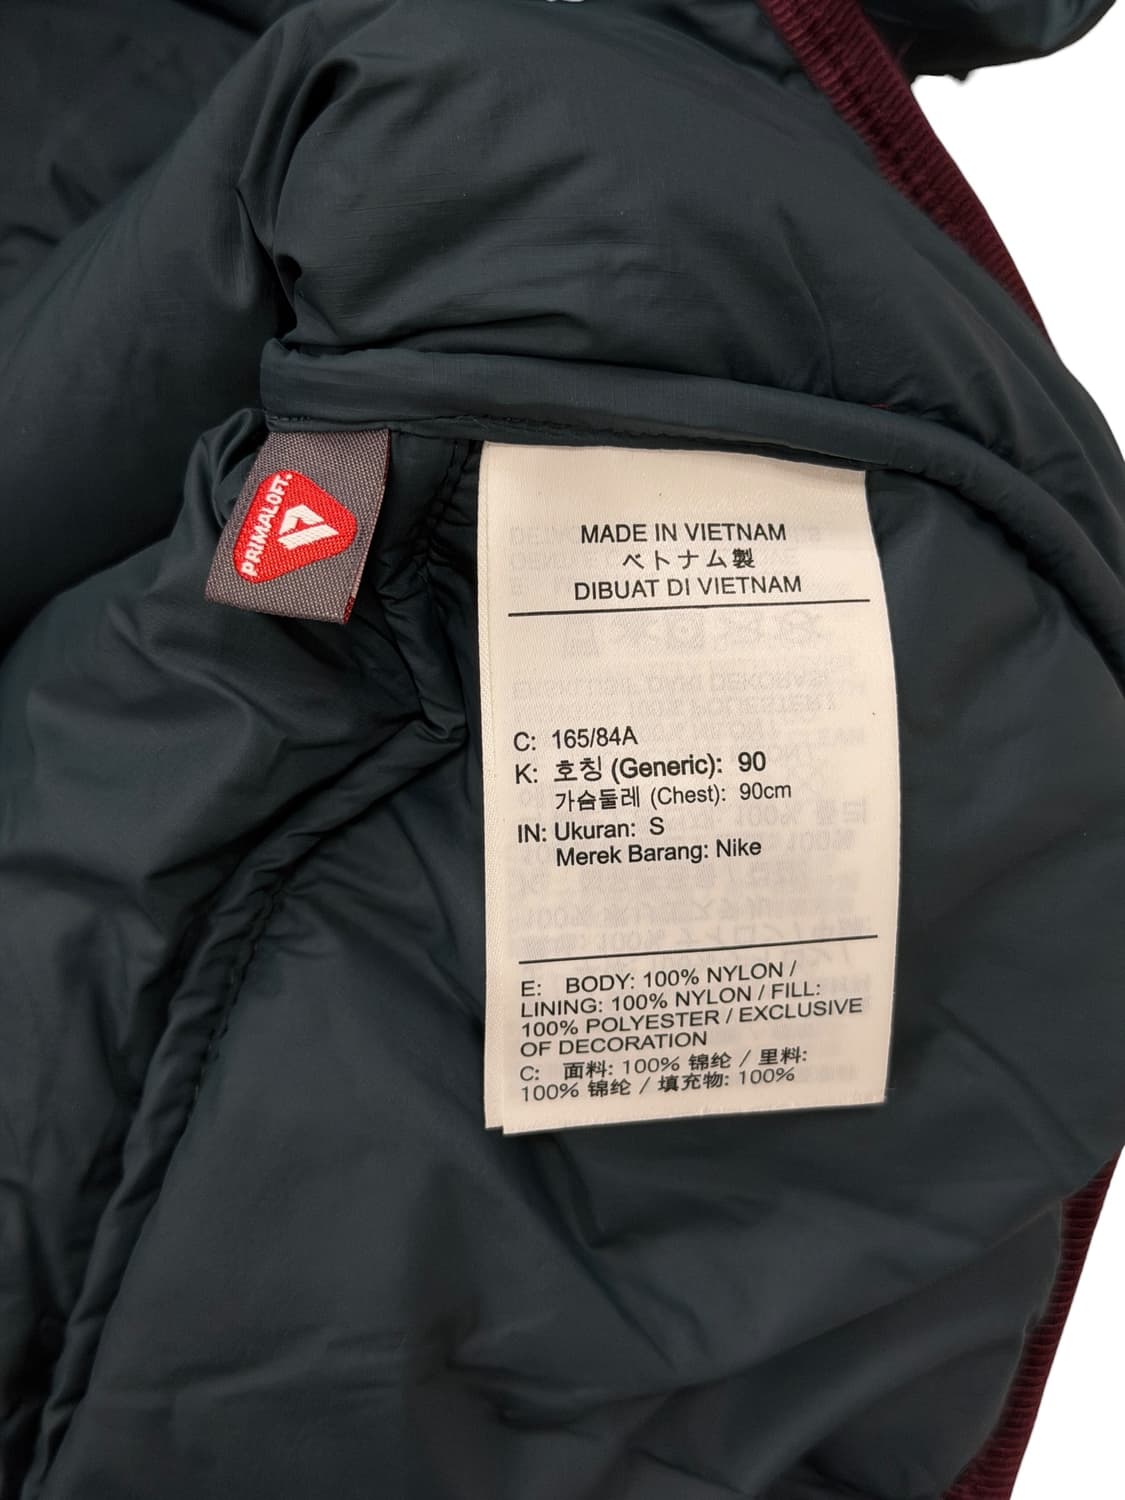 PRIMALOFT
MADE IN VIETNAM
ベトナム製
DIBUAT DI VIETNAM
C: 165/84A
K: 호칭 (Generic): 90
가슴둘레 (Chest): 90cm
IN: Ukuran: S
Merek Barang: Nike
E: BODY: 100% NYLON /
LINING: 100% NYLON / FILL:
100% POLYESTER / EXCLUSIVE
OF DECORATION
C: 面料: 100% 锦纶 / 里料:
100% 锦纶 / 填充物: 100%